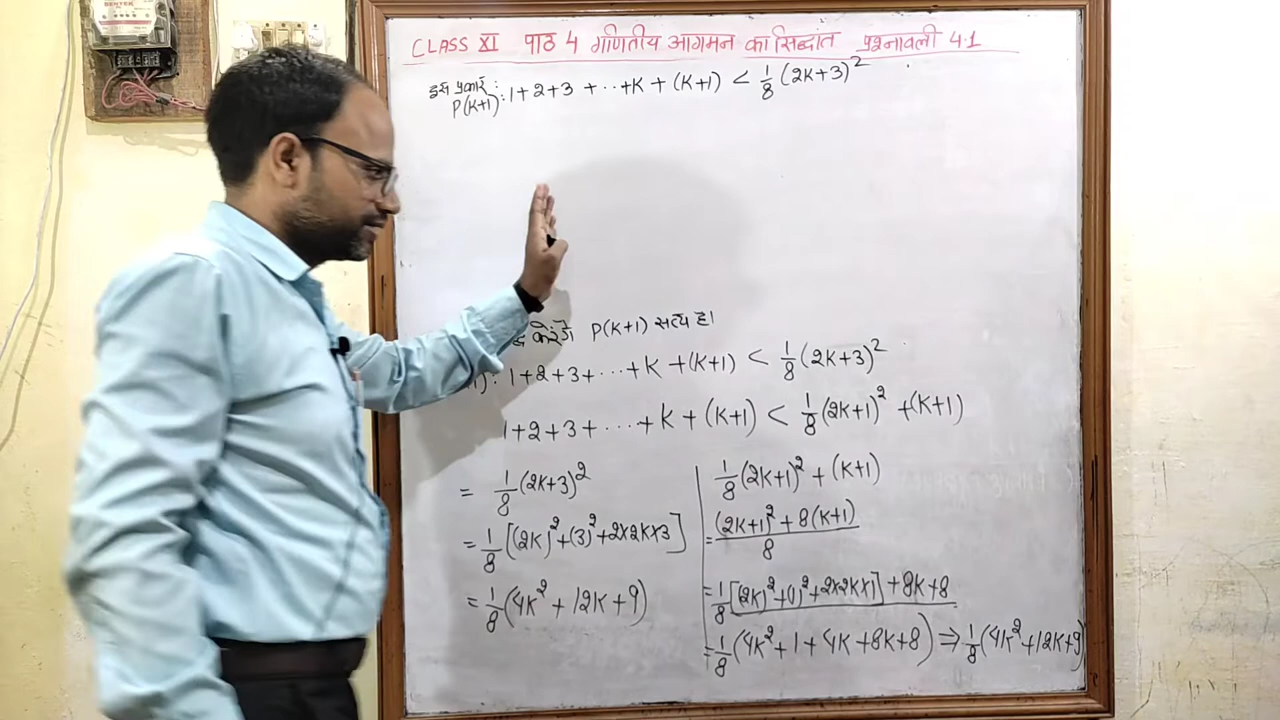 CLASS XI पाठ 4 गणितीय आगमन का सिद्धांत प्रश्नावली 4.1
इस प्रकार :
P(K+1): 1+2+3 + ··+K + (K+1) < 1/8 (2K+3)²
करेंगे P(K+1) सत्य है।
1+2+3+ ··· +K +(K+1) < 1/8 (2K+3)²
1+2+3+ ···· +K + (K+1) < 1/8 (2K+1)² +(K+1)
= 1/8 (2K+3)²
= 1/8 [(2K)²+(3)²+2×2K×3]
= 1/8 (4K² + 12K+9)
1/8 (2K+1)² + (K+1)
= (2K+1)² + 8(K+1) / 8
= 1/8 [(2K)²+(1)²+2×2K×1] + 8K+8
= 1/8 (4K²+1+4K+8K+8) ⇒ 1/8 (4K²+12K+9)